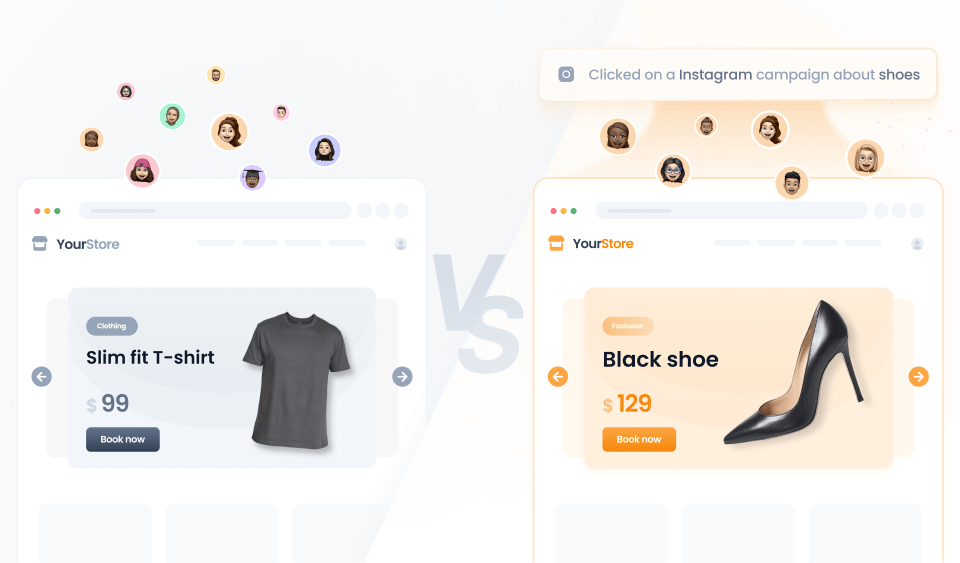 Clicked on a Instagram campaign about shoes
YourStore
Clothing
Slim fit T-shirt
$ 99
Book now
VS
YourStore
Footwear
Black shoe
$ 129
Book now